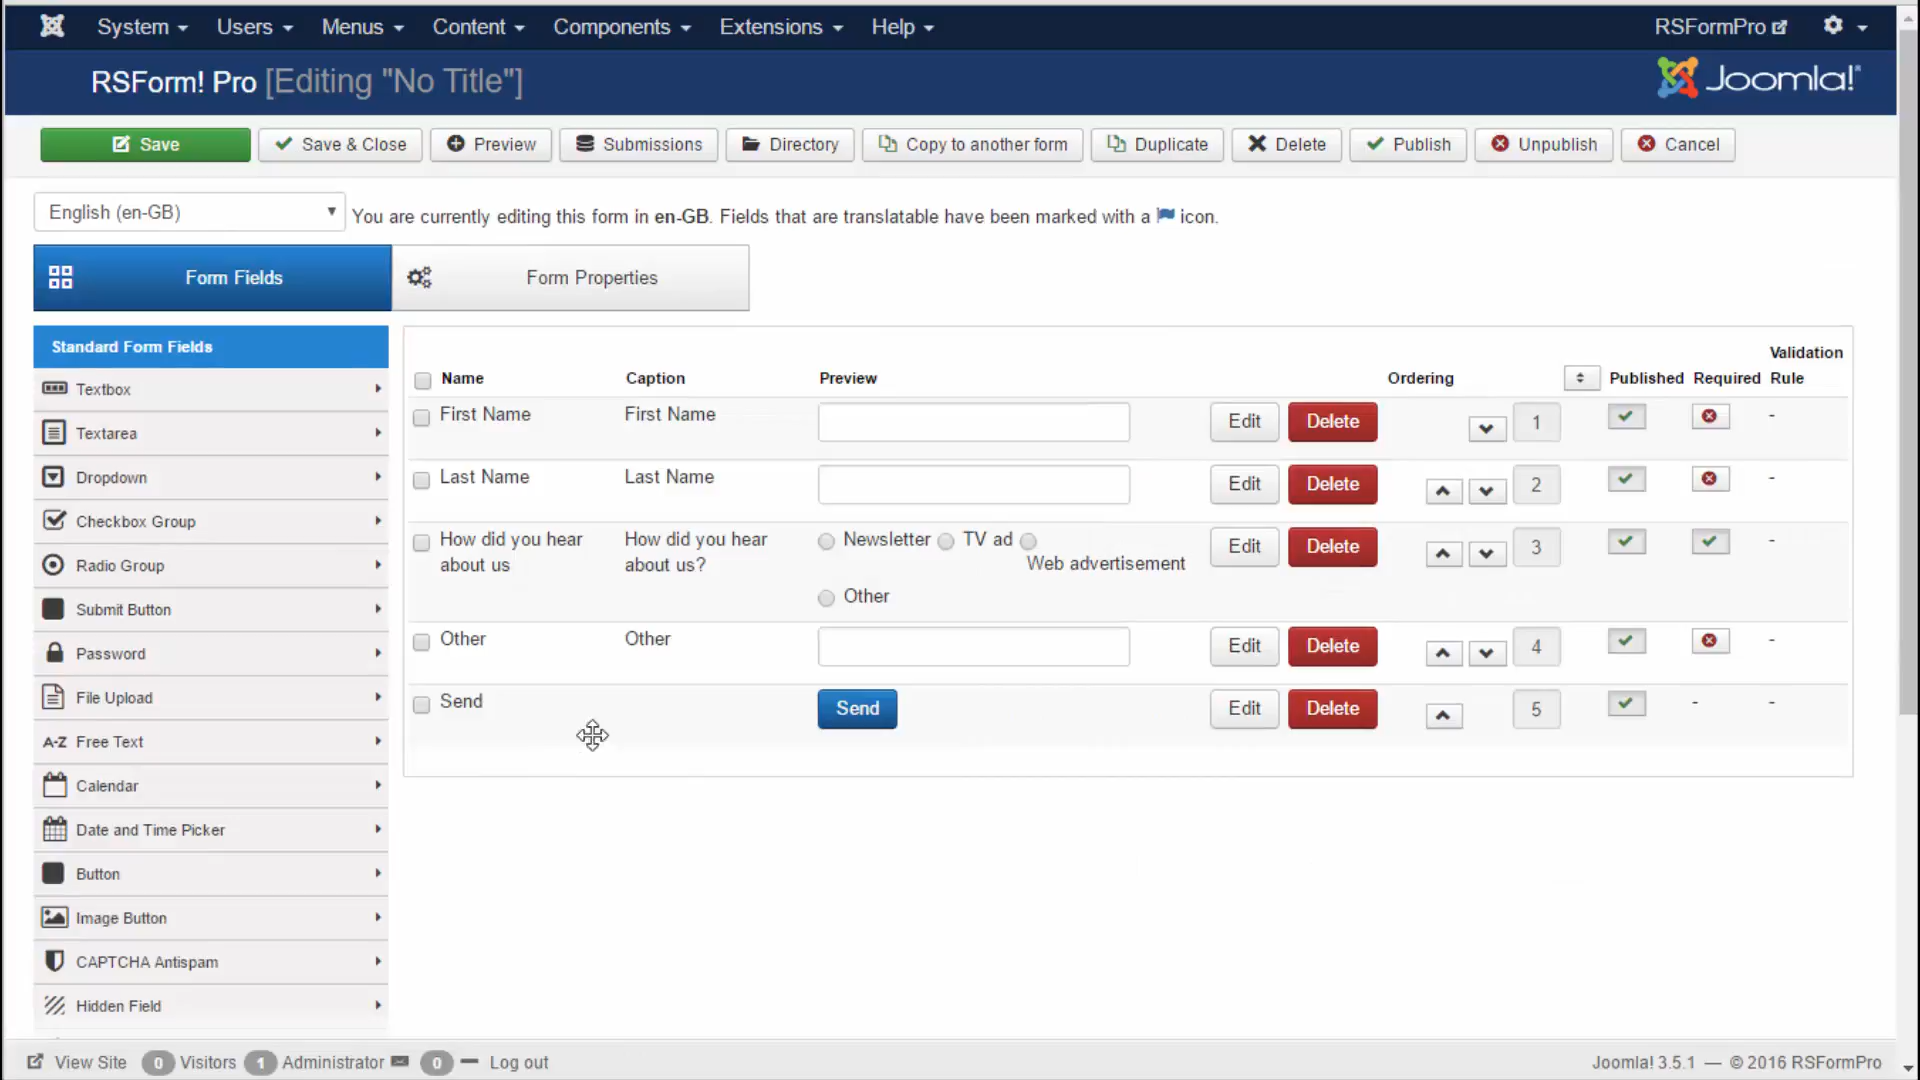 System Users Menus Content Components Extensions Help RSFormPro
RSForm! Pro [Editing "No Title"] Joomla!®
Save Save & Close Preview Submissions Directory Copy to another form Duplicate Delete Publish Unpublish Cancel
English (en-GB) You are currently editing this form in en-GB. Fields that are translatable have been marked with a icon.
Form Fields Form Properties
Standard Form Fields
Textbox
Textarea
Dropdown
Checkbox Group
Radio Group
Submit Button
Password
File Upload
A-Z Free Text
Calendar
Date and Time Picker
Button
Image Button
CAPTCHA Antispam
Hidden Field
Validation
Name Caption Preview Ordering Published Required Rule
First Name First Name Edit Delete 1 -
Last Name Last Name Edit Delete 2 -
How did you hear How did you hear Newsletter TV ad Edit Delete 3 -
about us about us? Web advertisement
Other
Other Other Edit Delete 4 -
Send Send Edit Delete 5 - -
View Site 0 Visitors 1 Administrator 0 Log out Joomla! 3.5.1 — © 2016 RSFormPro